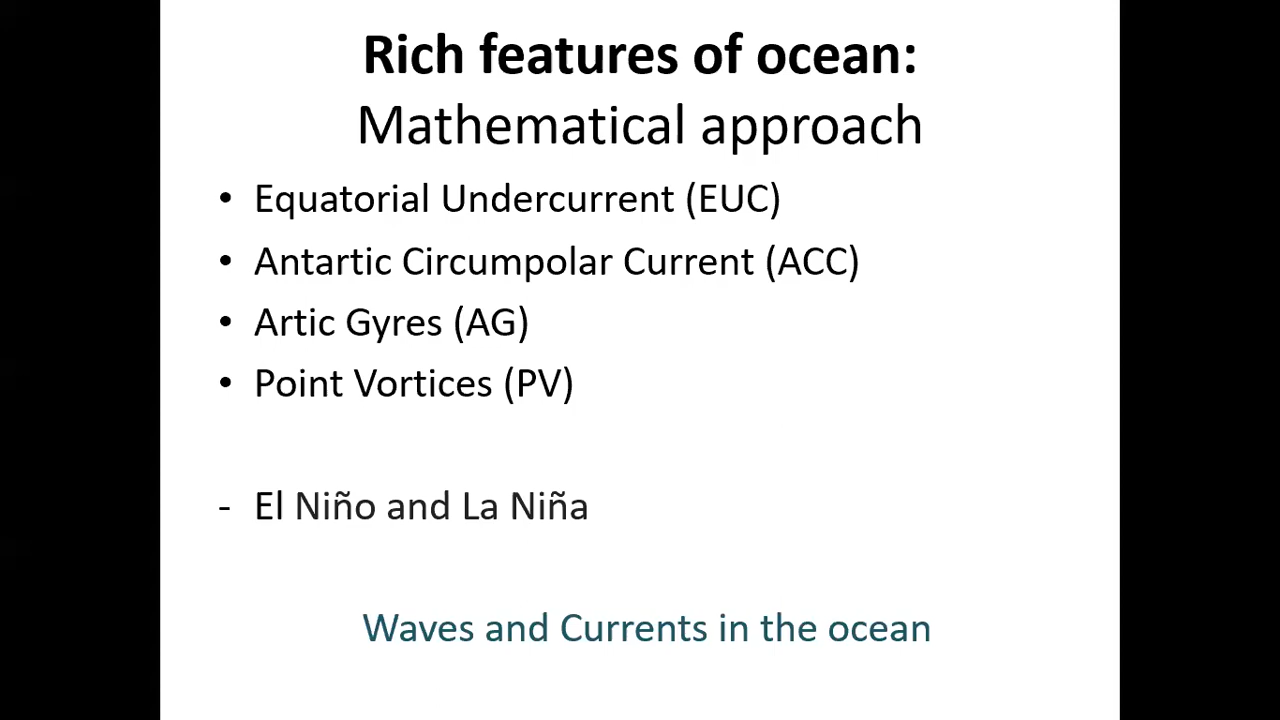 Rich features of ocean:
Mathematical approach
• Equatorial Undercurrent (EUC)
• Antartic Circumpolar Current (ACC)
• Artic Gyres (AG)
• Point Vortices (PV)
- El Niño and La Niña
Waves and Currents in the ocean